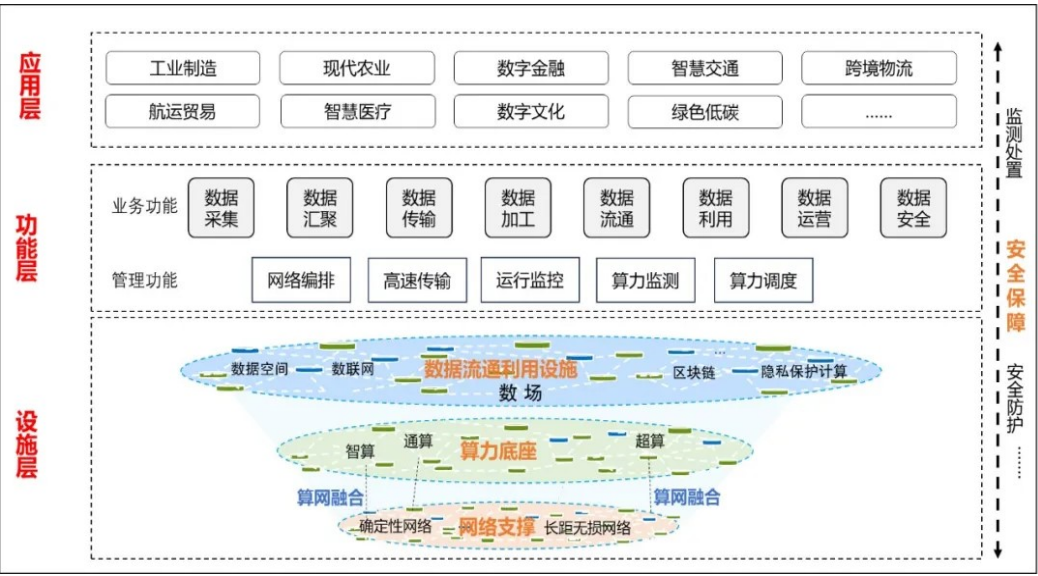 应用层
工业制造
现代农业
数字金融
智慧交通
跨境物流
航运贸易
智慧医疗
数字文化
绿色低碳
......
功能层
业务功能
数据
采集
数据
汇聚
数据
传输
数据
加工
数据
流通
数据
利用
数据
运营
数据
安全
管理功能
网络编排
高速传输
运行监控
算力监测
算力调度
设施层
数据空间
数联网
数据流通利用设施
数场
区块链
...
隐私保护计算
智算
通算
算力底座
超算
算网融合
算网融合
确定性网络
网络支撑
长距无损网络
监测处置
安全保障
安全防护
......